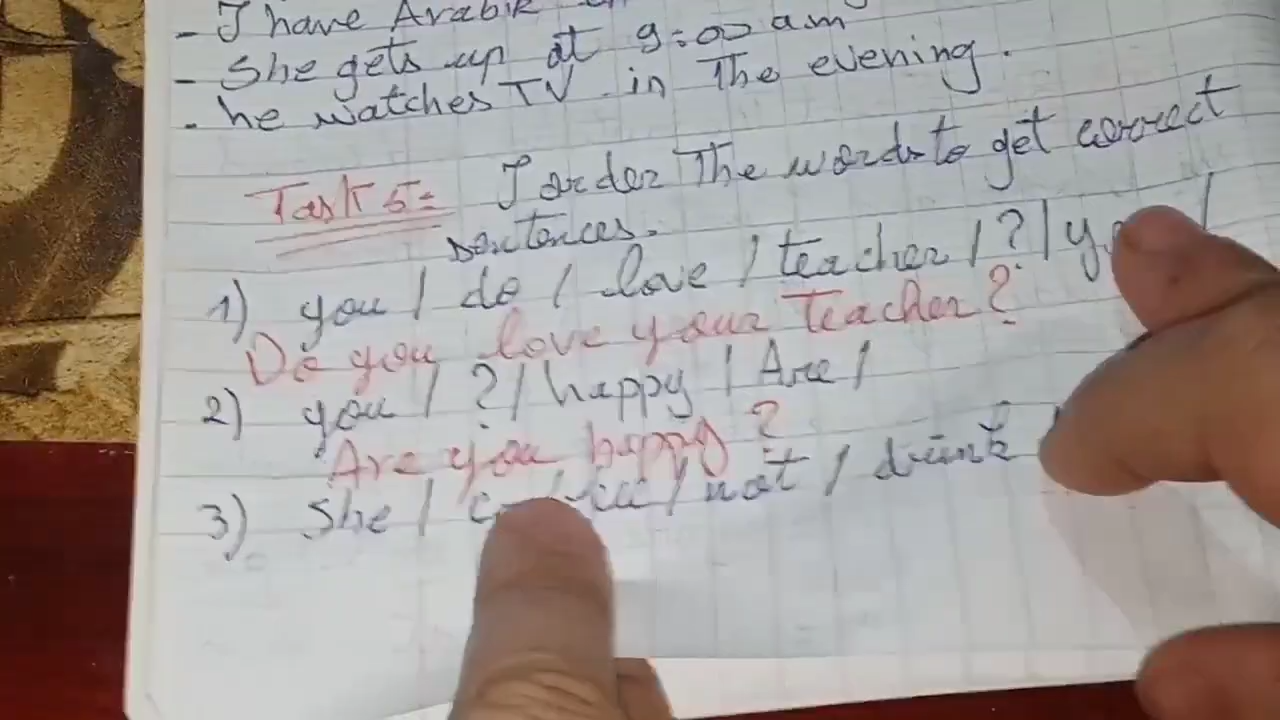 - I have Arabic
- She gets up at 9:00 am
- he watches TV in The evening.
Task 5= I order The words to get correct
sentences.
1) you / do / love / teacher / ? /
Do you love your teacher ?
2) you / ? / happy / Are /
Are you happy ?
3) She / / not / drink